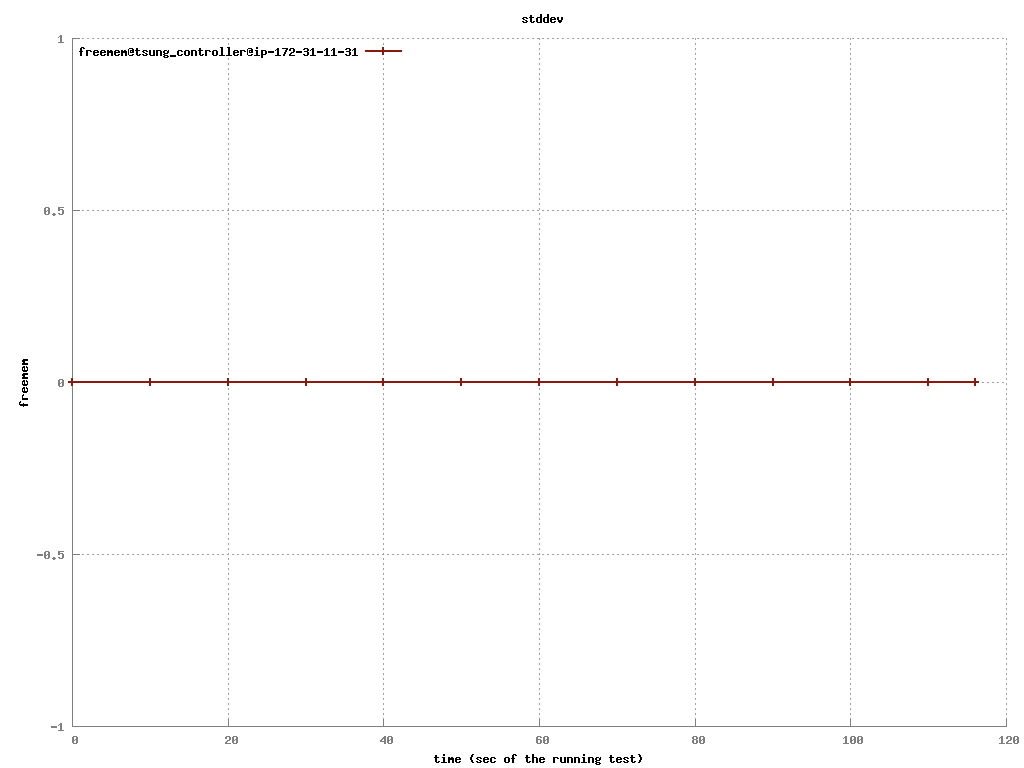 stddev
freemem@tsung_controller@ip-172-31-11-31
1
0.5
0
-0.5
-1
freemem
0 20 40 60 80 100 120
time (sec of the running test)